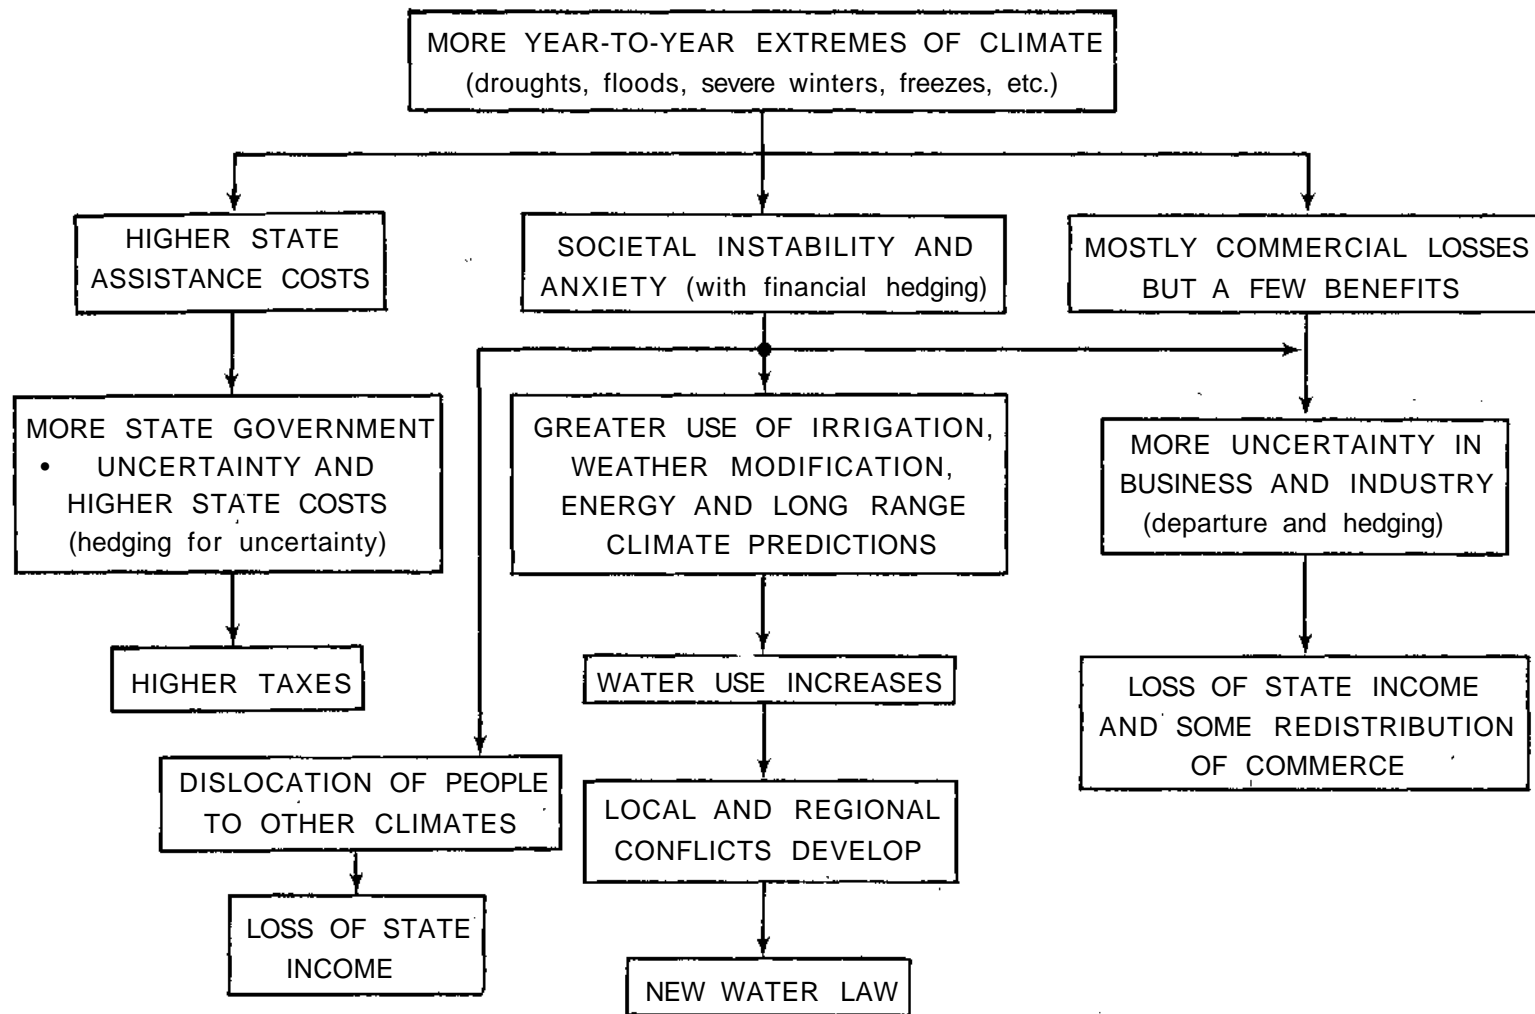 MORE YEAR-TO-YEAR EXTREMES OF CLIMATE
(droughts, floods, severe winters, freezes, etc.)
HIGHER STATE
ASSISTANCE COSTS
SOCIETAL INSTABILITY AND
ANXIETY (with financial hedging)
MOSTLY COMMERCIAL LOSSES
BUT A FEW BENEFITS
MORE STATE GOVERNMENT
• UNCERTAINTY AND
HIGHER STATE COSTS
(hedging for uncertainty)
GREATER USE OF IRRIGATION,
WEATHER MODIFICATION,
ENERGY AND LONG RANGE
CLIMATE PREDICTIONS
MORE UNCERTAINTY IN
BUSINESS AND INDUSTRY
(departure and hedging)
HIGHER TAXES
WATER USE INCREASES
LOSS OF STATE INCOME
AND SOME REDISTRIBUTION
OF COMMERCE
DISLOCATION OF PEOPLE
TO OTHER CLIMATES
LOCAL AND REGIONAL
CONFLICTS DEVELOP
LOSS OF STATE
INCOME
NEW WATER LAW